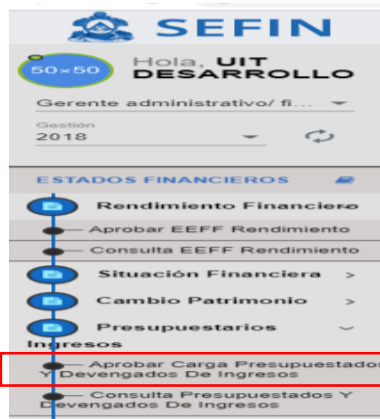 SEFIN
50×50
Hola, UIT
DESARROLLO
Gerente administrativo/ fi...
Gestión
2018
ESTADOS FINANCIEROS
Rendimiento Financiero
Aprobar EEFF Rendimiento
Consulta EEFF Rendimiento
Situación Financiera >
Cambio Patrimonio >
Presupuestarios
Ingresos
Aprobar Carga Presupuestados
Y Devengados De Ingresos
Consulta Presupuestados Y
Devengados De Ingresos